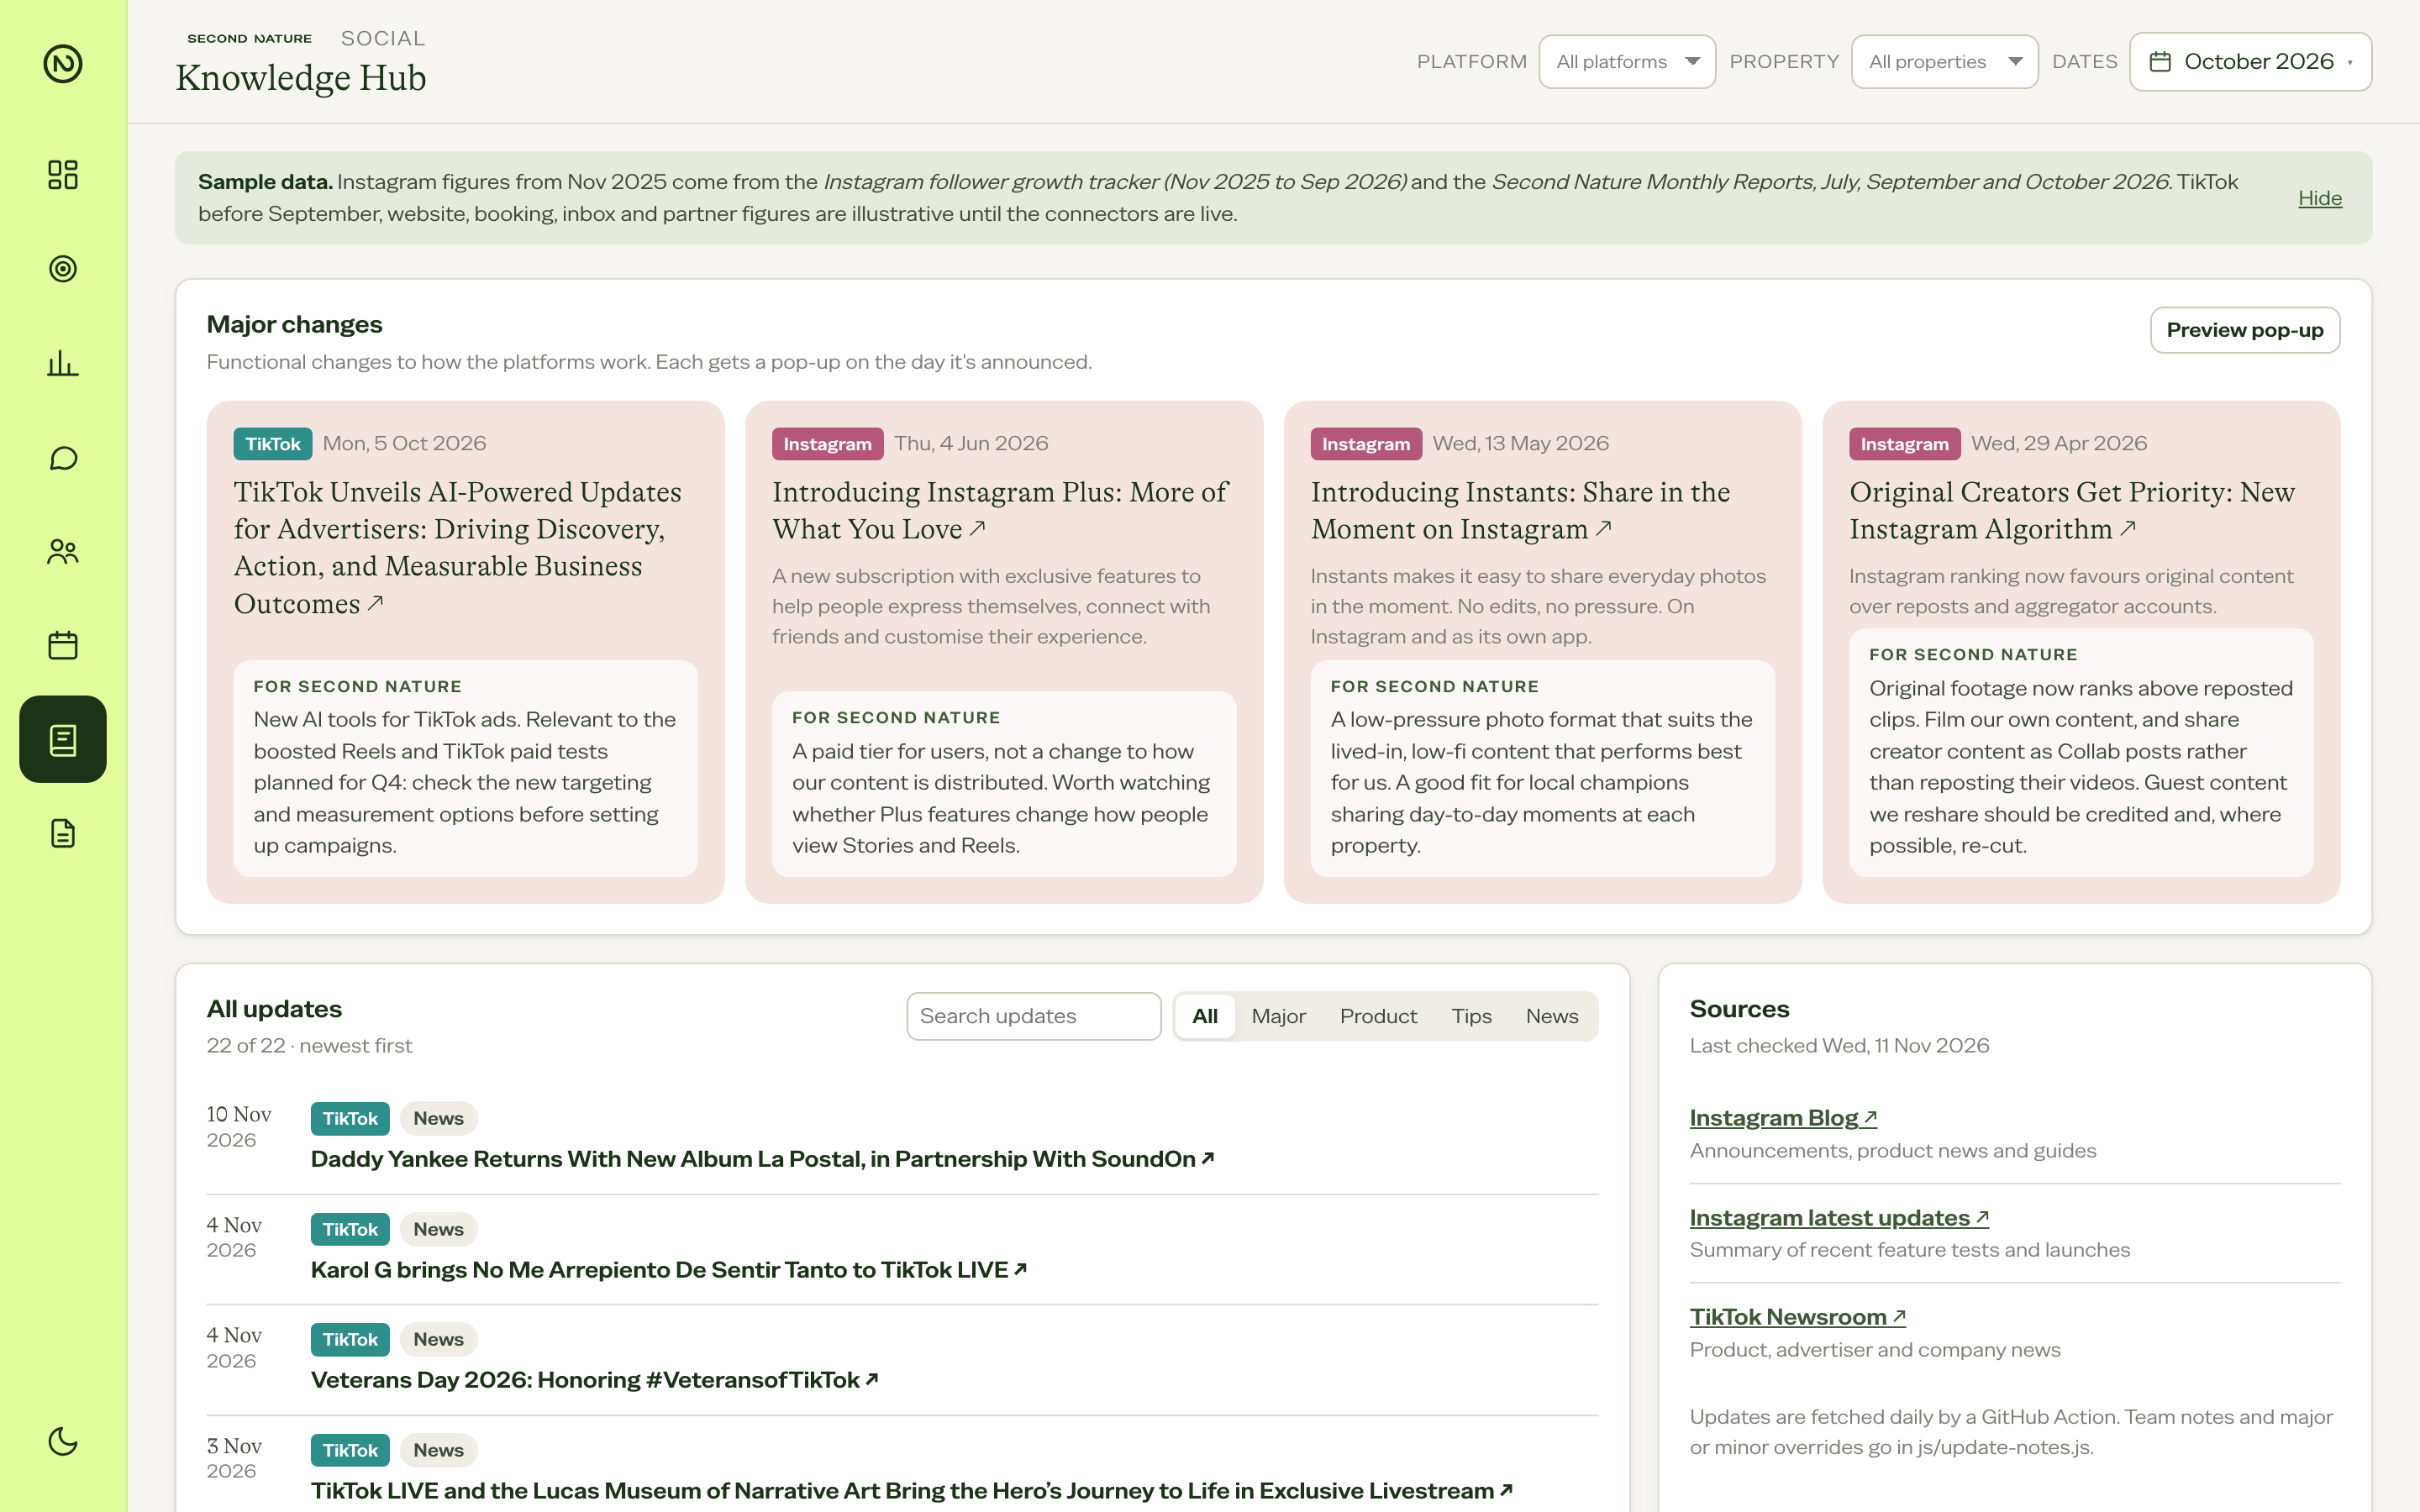 SECOND NATURE SOCIAL
Knowledge Hub
PLATFORM All platforms PROPERTY All properties DATES October 2026
Sample data. Instagram figures from Nov 2025 come from the Instagram follower growth tracker (Nov 2025 to Sep 2026) and the Second Nature Monthly Reports, July, September and October 2026. TikTok
before September, website, booking, inbox and partner figures are illustrative until the connectors are live.
Hide
Major changes
Functional changes to how the platforms work. Each gets a pop-up on the day it's announced.
Preview pop-up
TikTok Mon, 5 Oct 2026
TikTok Unveils AI-Powered Updates
for Advertisers: Driving Discovery,
Action, and Measurable Business
Outcomes ↗
FOR SECOND NATURE
New AI tools for TikTok ads. Relevant to the
boosted Reels and TikTok paid tests
planned for Q4: check the new targeting
and measurement options before setting
up campaigns.
Instagram Thu, 4 Jun 2026
Introducing Instagram Plus: More of
What You Love ↗
A new subscription with exclusive features to
help people express themselves, connect with
friends and customise their experience.
FOR SECOND NATURE
A paid tier for users, not a change to how
our content is distributed. Worth watching
whether Plus features change how people
view Stories and Reels.
Instagram Wed, 13 May 2026
Introducing Instants: Share in the
Moment on Instagram ↗
Instants makes it easy to share everyday photos
in the moment. No edits, no pressure. On
Instagram and as its own app.
FOR SECOND NATURE
A low-pressure photo format that suits the
lived-in, low-fi content that performs best
for us. A good fit for local champions
sharing day-to-day moments at each
property.
Instagram Wed, 29 Apr 2026
Original Creators Get Priority: New
Instagram Algorithm ↗
Instagram ranking now favours original content
over reposts and aggregator accounts.
FOR SECOND NATURE
Original footage now ranks above reposted
clips. Film our own content, and share
creator content as Collab posts rather
than reposting their videos. Guest content
we reshare should be credited and, where
possible, re-cut.
All updates
22 of 22 · newest first
Search updates All Major Product Tips News
10 Nov
2026
TikTok News
Daddy Yankee Returns With New Album La Postal, in Partnership With SoundOn ↗
4 Nov
2026
TikTok News
Karol G brings No Me Arrepiento De Sentir Tanto to TikTok LIVE ↗
4 Nov
2026
TikTok News
Veterans Day 2026: Honoring #VeteransofTikTok ↗
3 Nov
2026
TikTok News
TikTok LIVE and the Lucas Museum of Narrative Art Bring the Hero’s Journey to Life in Exclusive Livestream ↗
Sources
Last checked Wed, 11 Nov 2026
Instagram Blog ↗
Announcements, product news and guides
Instagram latest updates ↗
Summary of recent feature tests and launches
TikTok Newsroom ↗
Product, advertiser and company news
Updates are fetched daily by a GitHub Action. Team notes and major
or minor overrides go in js/update-notes.js.